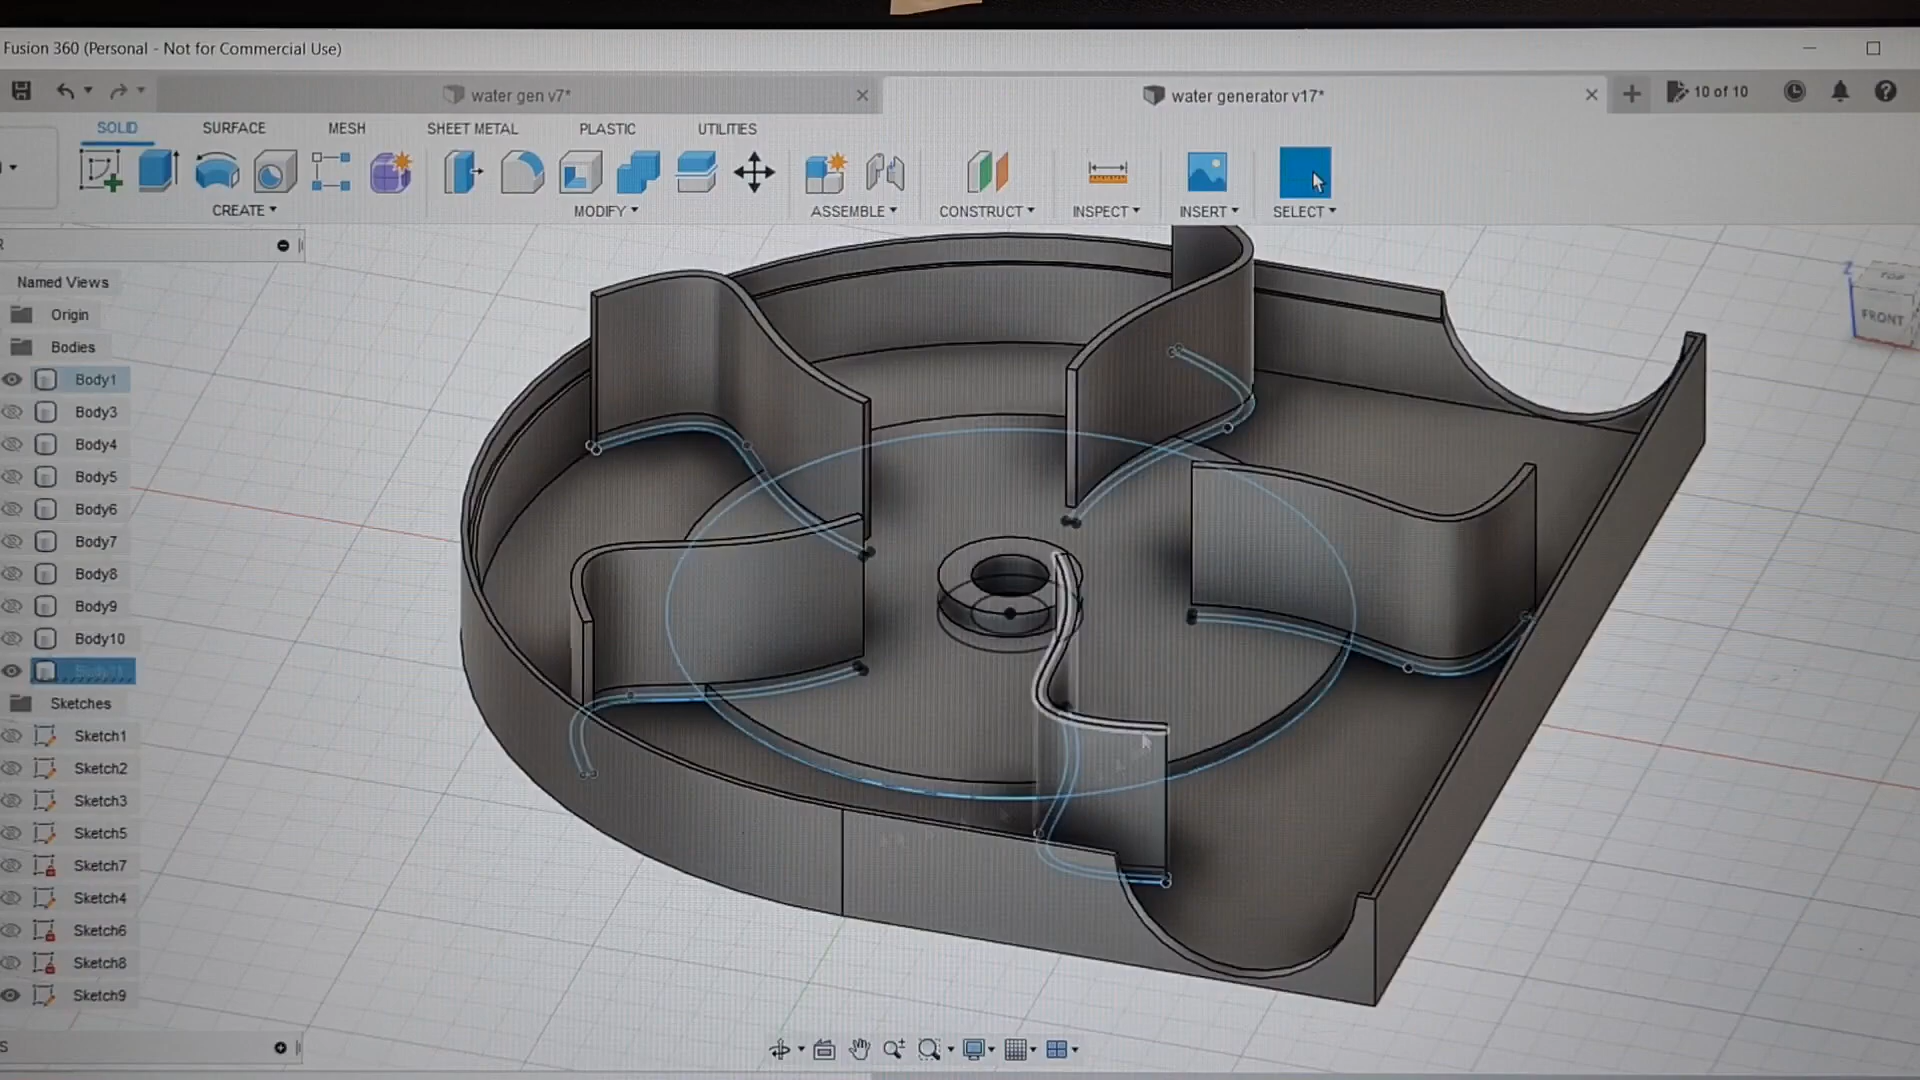 Fusion 360 (Personal - Not for Commercial Use)
water gen v7*
water generator v17*
10 of 10
SOLID
SURFACE
MESH
SHEET METAL
PLASTIC
UTILITIES
CREATE
MODIFY
ASSEMBLE
CONSTRUCT
INSPECT
INSERT
SELECT
Named Views
Origin
Bodies
Body1
Body3
Body4
Body5
Body6
Body7
Body8
Body9
Body10
Sketches
Sketch1
Sketch2
Sketch3
Sketch5
Sketch7
Sketch4
Sketch6
Sketch8
Sketch9
S
Z
TOP
FRONT